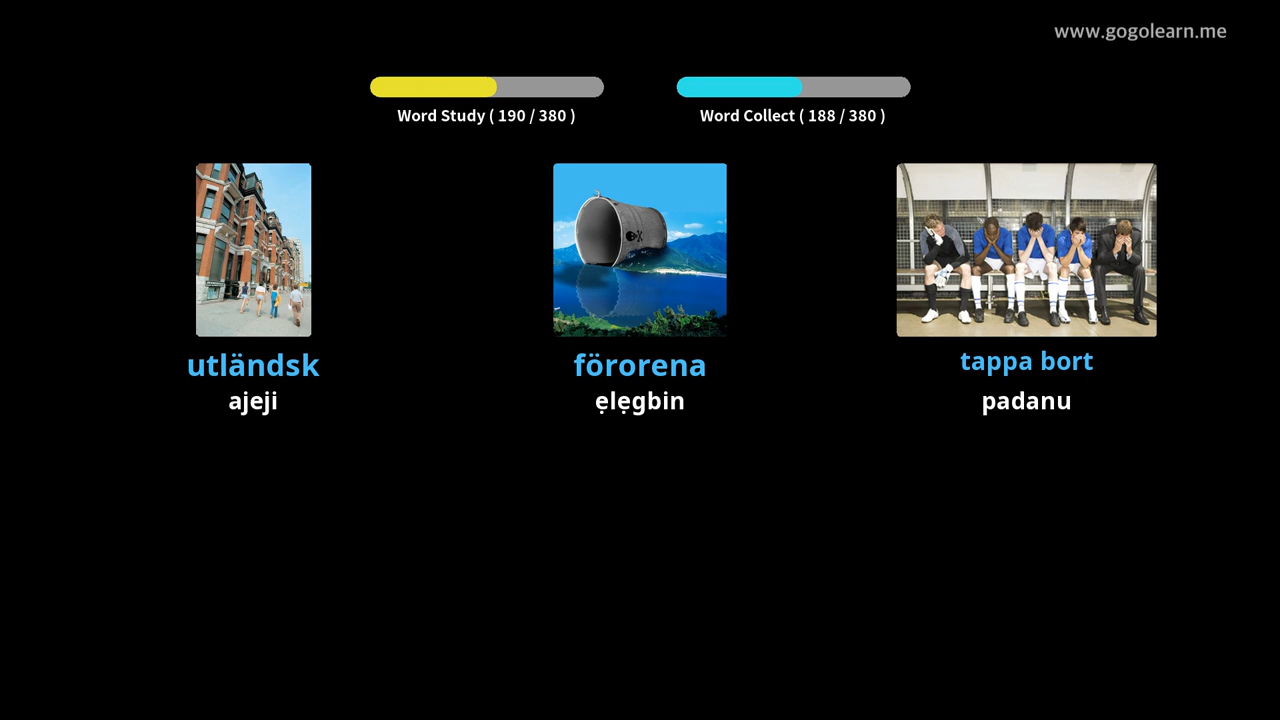 www.gogolearn.me
Word Study ( 190 / 380 )
Word Collect ( 188 / 380 )
utländsk
ajeji
förorena
ẹlẹgbin
tappa bort
padanu